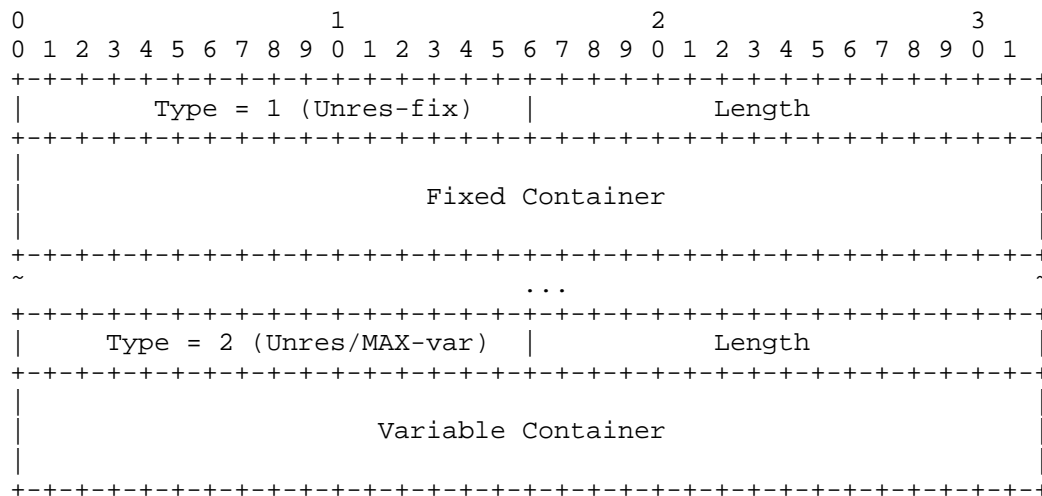 0                   1                   2                   3
0 1 2 3 4 5 6 7 8 9 0 1 2 3 4 5 6 7 8 9 0 1 2 3 4 5 6 7 8 9 0 1
+-+-+-+-+-+-+-+-+-+-+-+-+-+-+-+-+-+-+-+-+-+-+-+-+-+-+-+-+-+-+-+-+
|        Type = 1 (Unres-fix)   |           Length              |
+-+-+-+-+-+-+-+-+-+-+-+-+-+-+-+-+-+-+-+-+-+-+-+-+-+-+-+-+-+-+-+-+
|                                                               |
|                         Fixed Container                       |
|                                                               |
+-+-+-+-+-+-+-+-+-+-+-+-+-+-+-+-+-+-+-+-+-+-+-+-+-+-+-+-+-+-+-+-+
~                               ...                             ~
+-+-+-+-+-+-+-+-+-+-+-+-+-+-+-+-+-+-+-+-+-+-+-+-+-+-+-+-+-+-+-+-+
|     Type = 2 (Unres/MAX-var)  |           Length              |
+-+-+-+-+-+-+-+-+-+-+-+-+-+-+-+-+-+-+-+-+-+-+-+-+-+-+-+-+-+-+-+-+
|                                                               |
|                      Variable Container                       |
|                                                               |
+-+-+-+-+-+-+-+-+-+-+-+-+-+-+-+-+-+-+-+-+-+-+-+-+-+-+-+-+-+-+-+-+